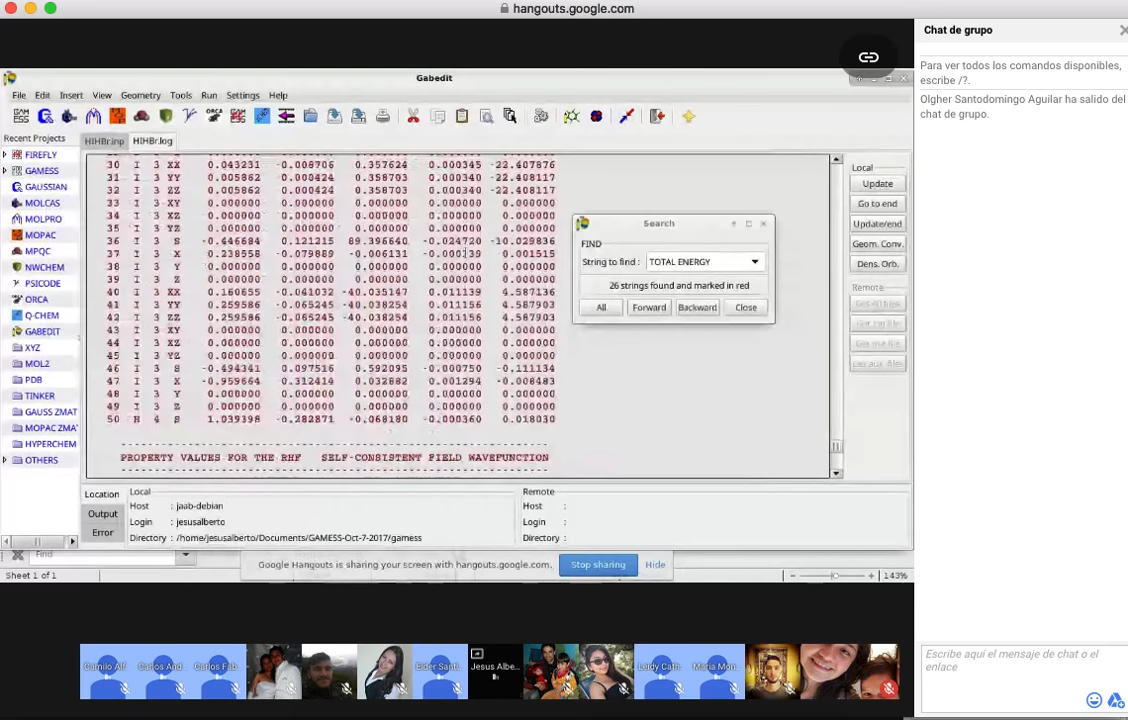 hangouts.google.com
Chat de grupo
Para ver todos los comandos disponibles,
escribe /?.
Olgher Santodomingo Aguilar ha salido del
chat de grupo.
Gabedit
File Edit Insert View Geometry Tools Run Settings Help
Recent Projects
HIHBr.inp HIHBr.log
FIREFLY
GAMESS
GAUSSIAN
MOLCAS
MOLPRO
MOPAC
MPQC
NWCHEM
PSICODE
ORCA
Q-CHEM
GABEDIT
XYZ
MOL2
PDB
TINKER
GAUSS ZMAT
MOPAC ZMA
HYPERCHEM
OTHERS
30 I 3 XX 0.043231 -0.008706 0.357624 0.000345 -22.407876
31 I 3 YY 0.005862 0.000424 0.358703 0.000340 -22.408117
32 I 3 ZZ 0.005862 0.000424 0.358703 0.000340 -22.408117
33 I 3 XY 0.000000 0.000000 0.000000 0.000000 0.000000
34 I 3 XZ 0.000000 0.000000 0.000000 0.000000 0.000000
35 I 3 YZ 0.000000 0.000000 0.000000 0.000000 0.000000
36 I 3 S -0.446684 0.121215 89.396640 -0.024720 -10.029836
37 I 3 X 0.238558 -0.079889 -0.006131 -0.000139 0.001515
38 I 3 Y 0.000000 0.000000 0.000000 0.000000 0.000000
39 I 3 Z 0.000000 0.000000 0.000000 0.000000 0.000000
40 I 3 XX 0.160655 -0.041032 -40.035147 0.011139 4.587136
41 I 3 YY 0.259586 -0.065245 -40.038254 0.011156 4.587903
42 I 3 ZZ 0.259586 -0.065245 -40.038254 0.011156 4.587903
43 I 3 XY 0.000000 0.000000 0.000000 0.000000 0.000000
44 I 3 XZ 0.000000 0.000000 0.000000 0.000000 0.000000
45 I 3 YZ 0.000000 0.000000 0.000000 0.000000 0.000000
46 I 3 S -0.494341 0.097516 0.592095 -0.000750 -0.111134
47 I 3 X -0.959664 0.312414 0.032882 0.001294 -0.008483
48 I 3 Y 0.000000 0.000000 0.000000 0.000000 0.000000
49 I 3 Z 0.000000 0.000000 0.000000 0.000000 0.000000
50 H 4 S 1.039398 -0.282871 -0.068180 -0.000360 0.018030
PROPERTY VALUES FOR THE RHF SELF-CONSISTENT FIELD WAVEFUNCTION
Search
FIND
String to find : TOTAL ENERGY
26 strings found and marked in red
All Forward Backward Close
Local
Update
Go to end
Update/end
Geom. Conv.
Dens. Orb.
Remote
Location
Output
Error
Local
Host : jaab-debian
Login : jesusalberto
Directory : /home/jesusalberto/Documents/GAMESS-Oct-7-2017/gamess
Remote
Host :
Login :
Directory :
Find
Google Hangouts is sharing your screen with hangouts.google.com. Stop sharing Hide
Sheet 1 of 1
143%
Camilo Alf Carlos And Carlos Fab Elder Santi Jesus Albe... Leidy Cath Maria Mon
Escribe aquí el mensaje de chat o el
enlace